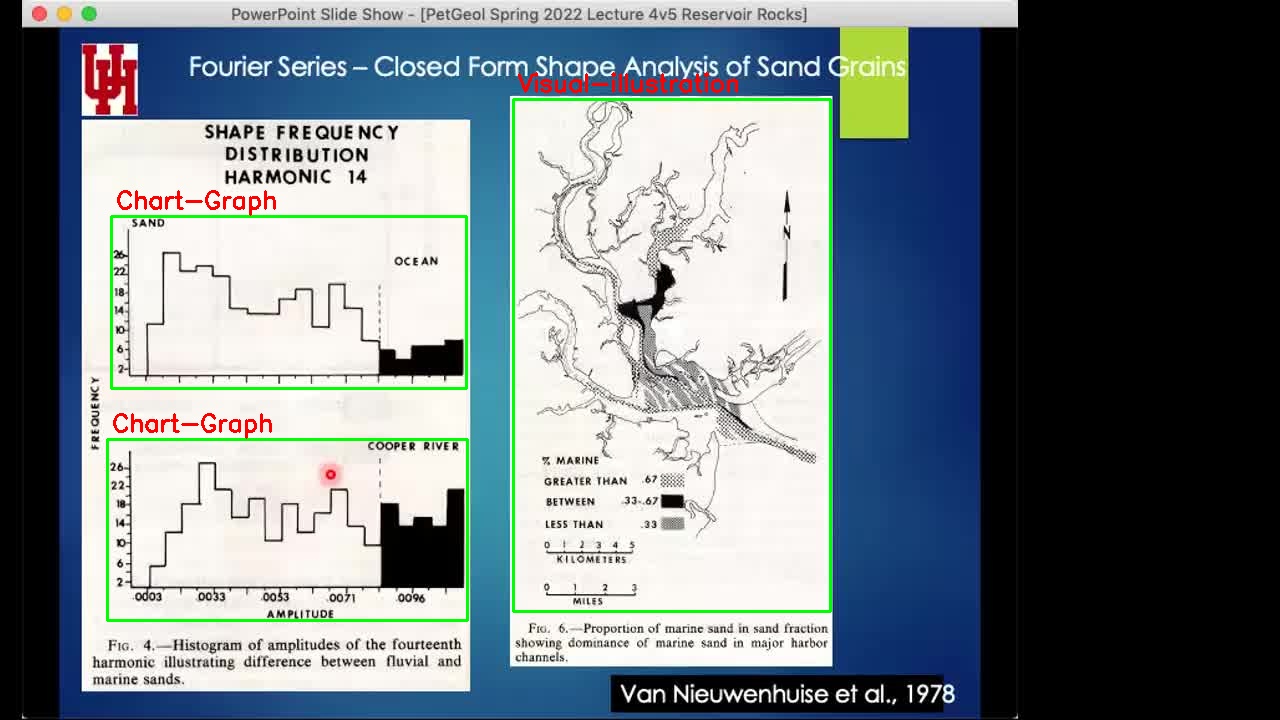 PowerPoint Slide Show - [PetGeol Spring 2022 Lecture 4v5 Reservoir Rocks]
UH
Fourier Series – Closed Form Shape Analysis of Sand Grains
Visual-illustration
SHAPE FREQUENCY
DISTRIBUTION
HARMONIC 14
Chart-Graph
SAND
OCEAN
26
22
18
14
10
6
2
FREQUENCY
Chart-Graph
COOPER RIVER
26
22
18
14
10
6
2
.0003 .0033 .0053 .0071 .0096
AMPLITUDE
FIG. 4.—Histogram of amplitudes of the fourteenth
harmonic illustrating difference between fluvial and
marine sands.
N
% MARINE
GREATER THAN .67
BETWEEN .33-.67
LESS THAN .33
0 1 2 3 4 5
KILOMETERS
0 1 2 3
MILES
FIG. 6.—Proportion of marine sand in sand fraction
showing dominance of marine sand in major harbor
channels.
Van Nieuwenhuise et al., 1978